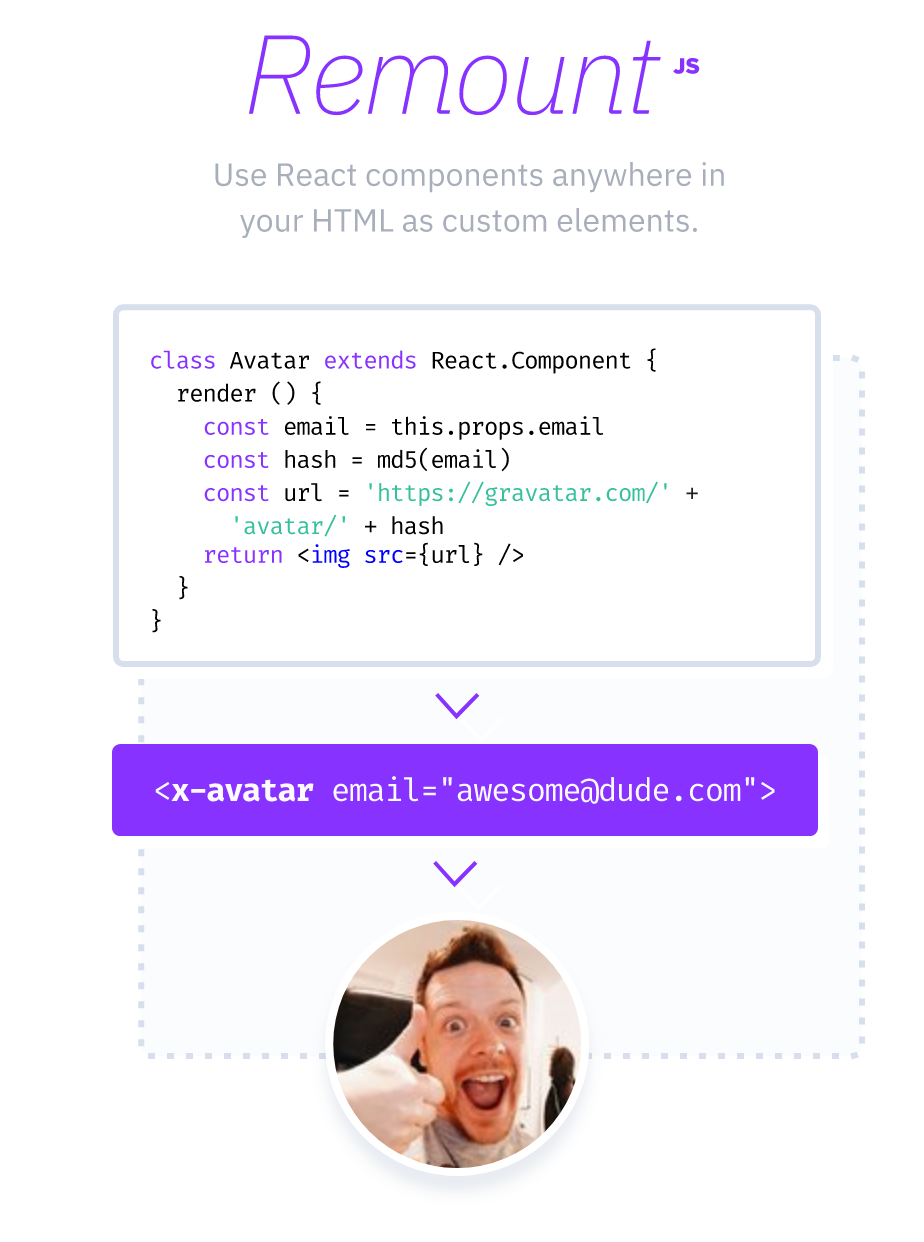 Remount JS
Use React components anywhere in
your HTML as custom elements.
class Avatar extends React.Component {
  render () {
    const email = this.props.email
    const hash = md5(email)
    const url = 'https://gravatar.com/' +
      'avatar/' + hash
    return <img src={url} />
  }
}
<x-avatar email="awesome@dude.com">